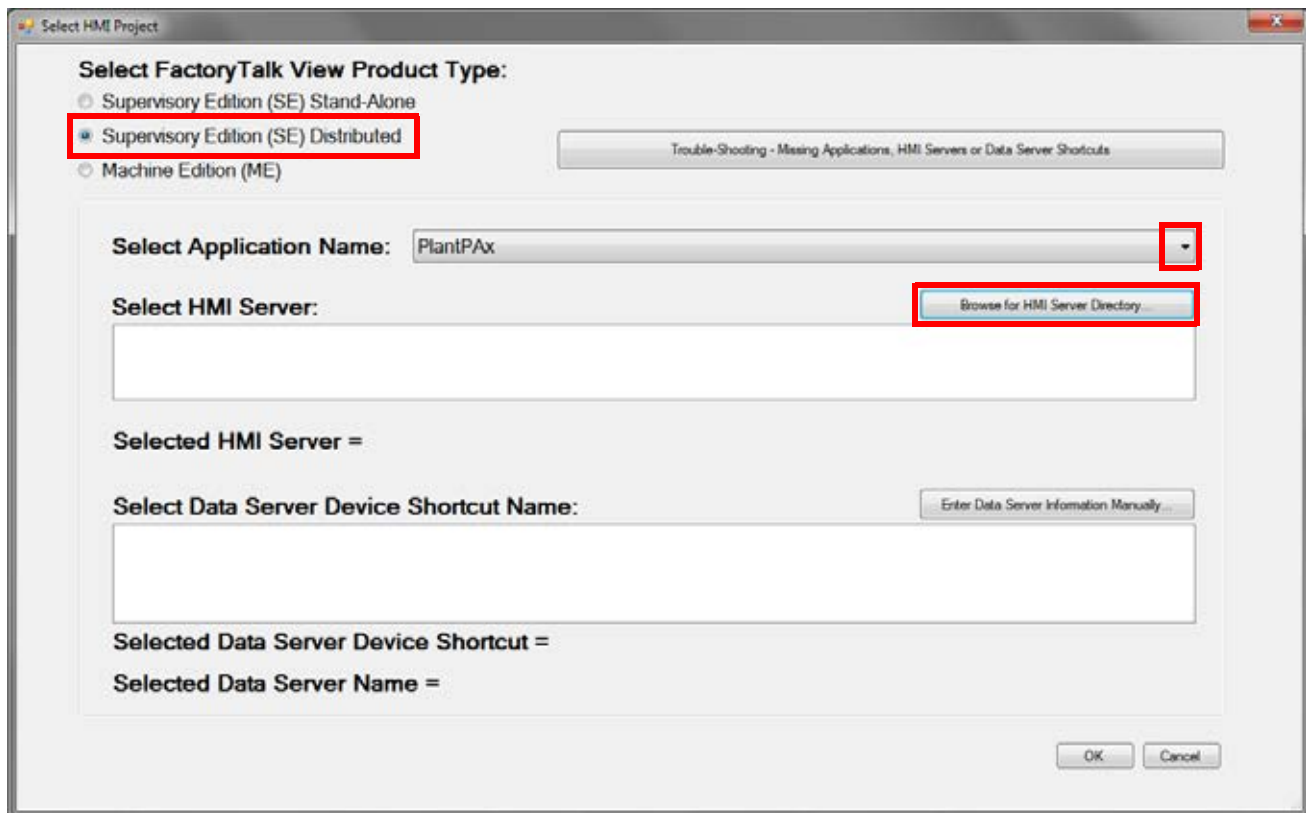 Select HMI Project
Select FactoryTalk View Product Type:
Supervisory Edition (SE) Stand-Alone
Supervisory Edition (SE) Distributed
Trouble-Shooting - Missing Applications, HMI Servers or Data Server Shortcuts
Machine Edition (ME)
Select Application Name: PlantPAx
Select HMI Server:
Browse for HMI Server Directory...
Selected HMI Server =
Select Data Server Device Shortcut Name:
Enter Data Server Information Manually...
Selected Data Server Device Shortcut =
Selected Data Server Name =
OK Cancel